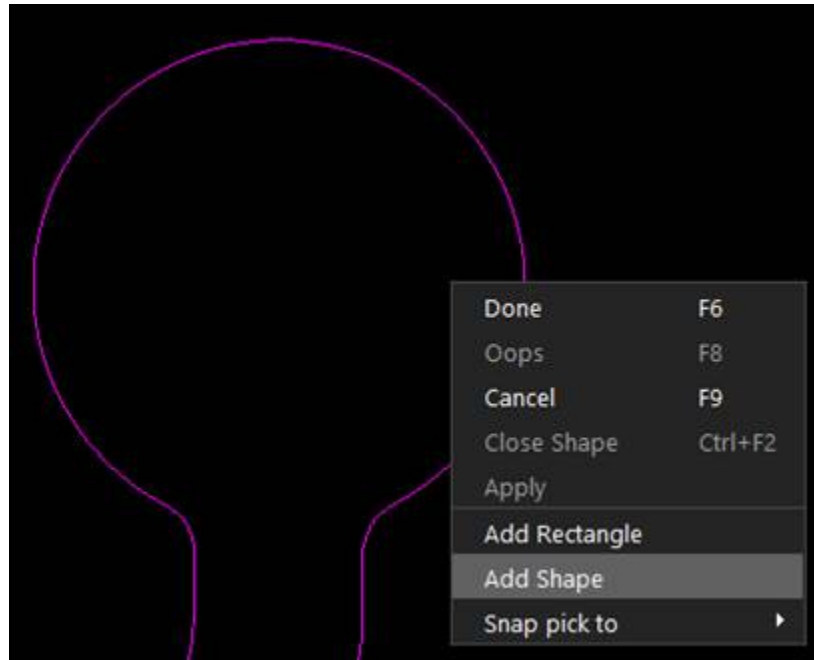 Done F6
Oops F8
Cancel F9
Close Shape Ctrl+F2
Apply
Add Rectangle
Add Shape
Snap pick to